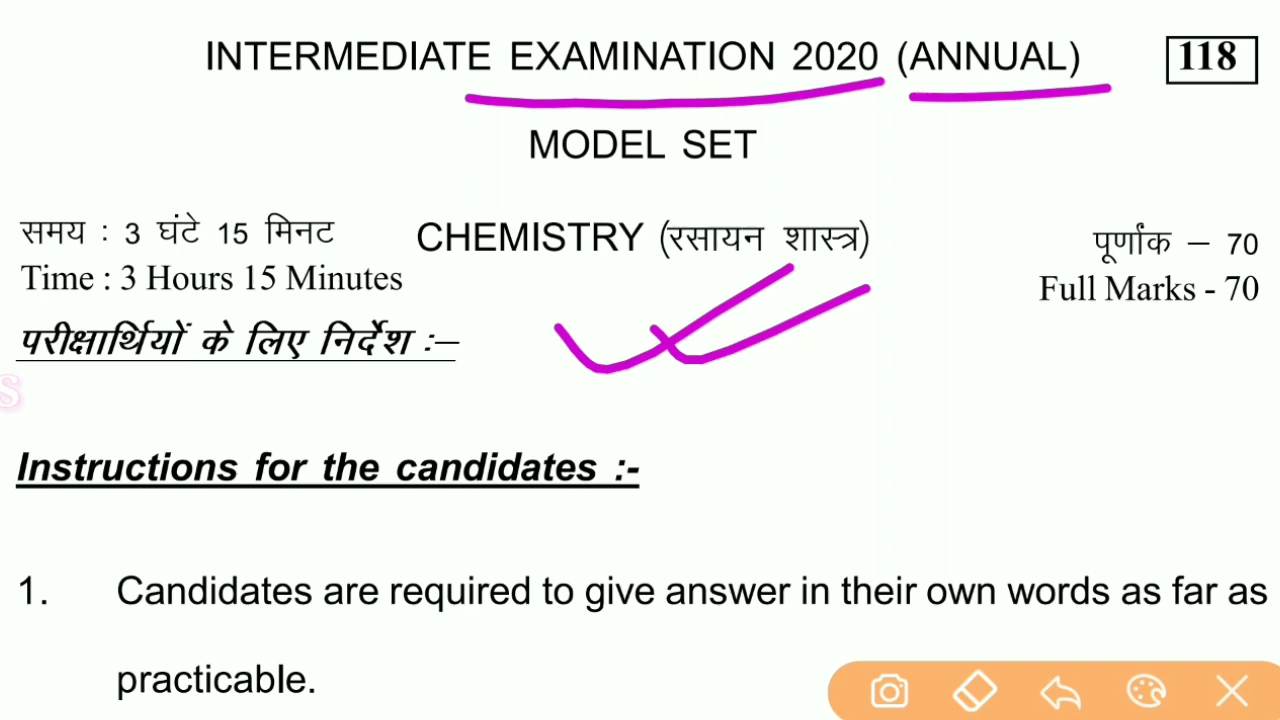 INTERMEDIATE EXAMINATION 2020 (ANNUAL)
118
MODEL SET
समय : 3 घंटे 15 मिनट
CHEMISTRY (रसायन शास्त्र)
पूर्णांक – 70
Time : 3 Hours 15 Minutes
Full Marks - 70
परीक्षार्थियों के लिए निर्देश :–
S
Instructions for the candidates :-
1. Candidates are required to give answer in their own words as far as
practicable.